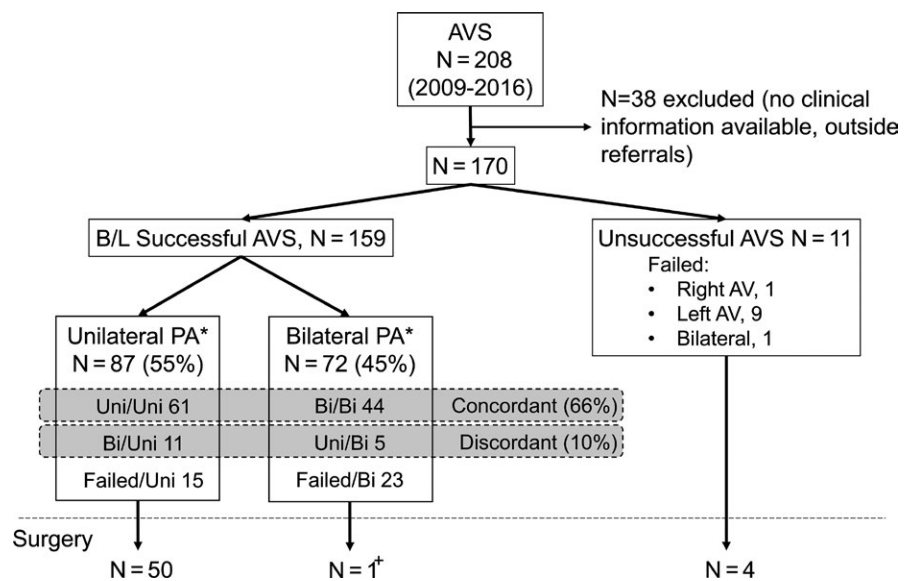 AVS
N = 208
(2009-2016)
N=38 excluded (no clinical
information available, outside
referrals)
N = 170
B/L Successful AVS, N = 159
Unsuccessful AVS N = 11
Failed:
• Right AV, 1
• Left AV, 9
• Bilateral, 1
Unilateral PA*
N = 87 (55%)
Bilateral PA*
N = 72 (45%)
Uni/Uni 61
Bi/Bi 44
Concordant (66%)
Bi/Uni 11
Uni/Bi 5
Discordant (10%)
Failed/Uni 15
Failed/Bi 23
Surgery
N = 50
N = 1+
N = 4